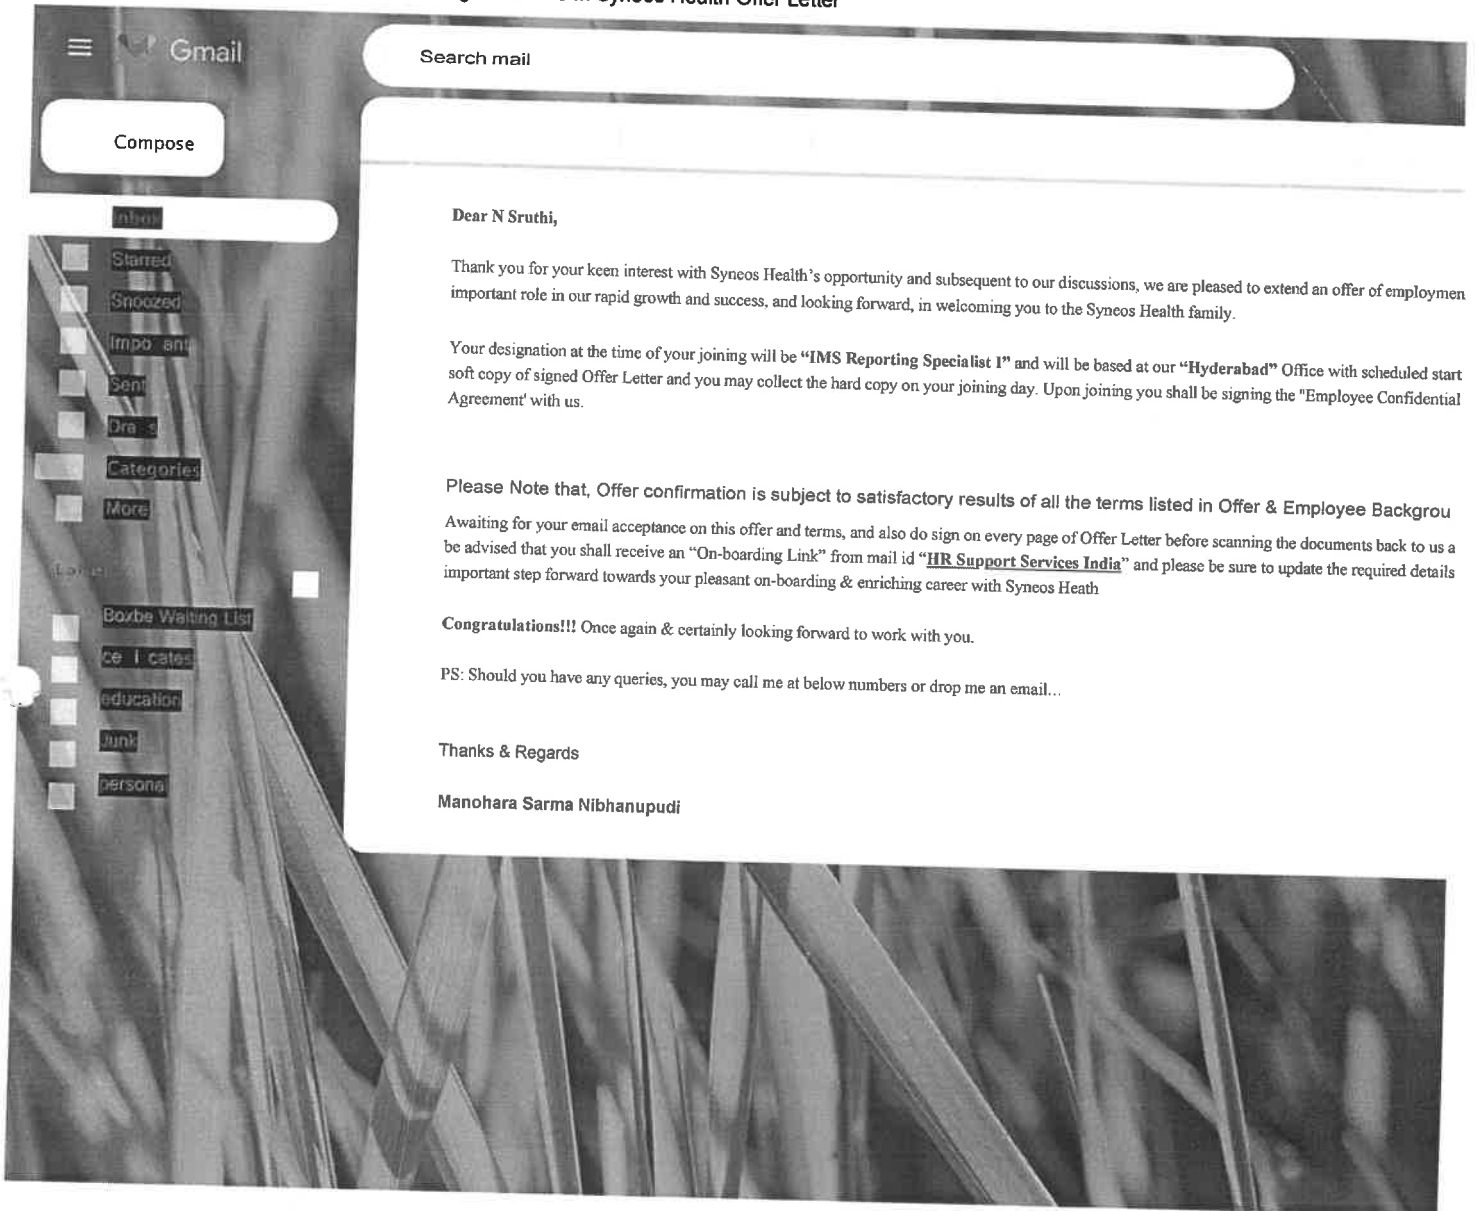 Syneos Health Offer Letter
Gmail
Search mail
Compose
Inbox
Starred
Snoozed
Impo ant
Sent
Dra s
Categories
More
Boxbe Waiting List
ce i cates
education
Junk
persona
Dear N Sruthi,
Thank you for your keen interest with Syneos Health's opportunity and subsequent to our discussions, we are pleased to extend an offer of employmen
important role in our rapid growth and success, and looking forward, in welcoming you to the Syneos Health family.
Your designation at the time of your joining will be “IMS Reporting Specialist I” and will be based at our “Hyderabad” Office with scheduled start
soft copy of signed Offer Letter and you may collect the hard copy on your joining day. Upon joining you shall be signing the "Employee Confidential
Agreement' with us.
Please Note that, Offer confirmation is subject to satisfactory results of all the terms listed in Offer & Employee Backgrou
Awaiting for your email acceptance on this offer and terms, and also do sign on every page of Offer Letter before scanning the documents back to us a
be advised that you shall receive an “On-boarding Link” from mail id “HR Support Services India” and please be sure to update the required details
important step forward towards your pleasant on-boarding & enriching career with Syneos Heath
Congratulations!!! Once again & certainly looking forward to work with you.
PS: Should you have any queries, you may call me at below numbers or drop me an email...
Thanks & Regards
Manohara Sarma Nibhanupudi